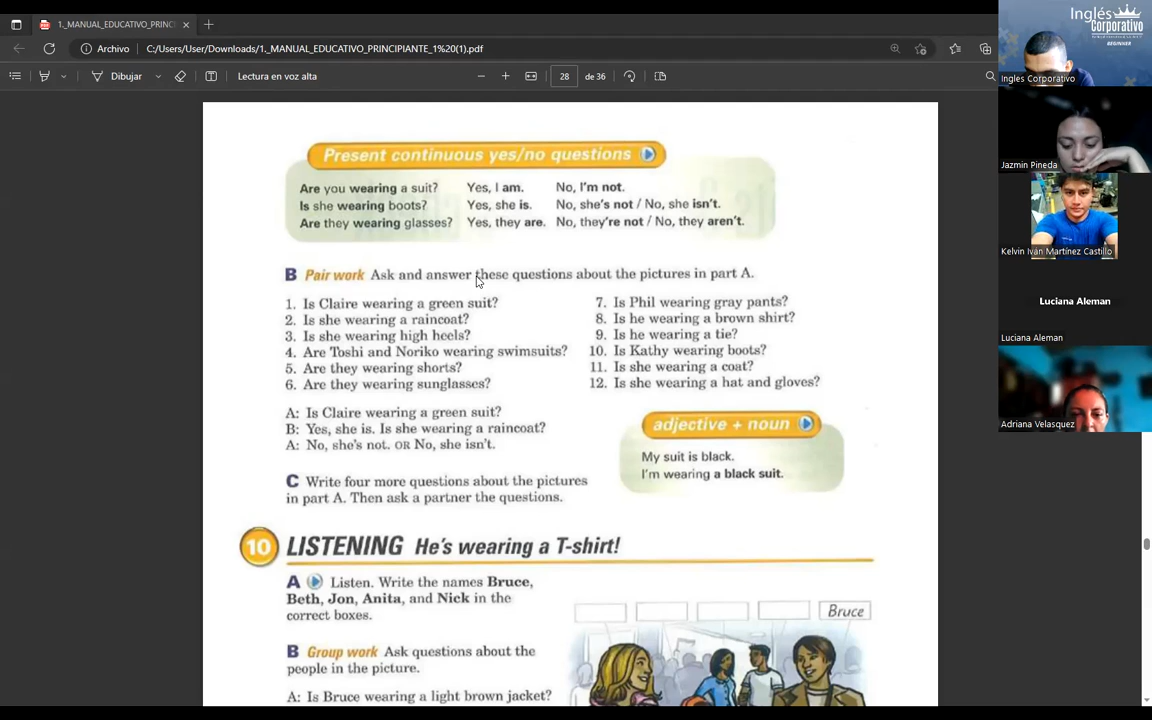 1._MANUAL_EDUCATIVO_PRINC
Archivo
C:/Users/User/Downloads/1._MANUAL_EDUCATIVO_PRINCIPIANTE_1%20(1).pdf
Dibujar
Lectura en voz alta
28
de 36
Present continuous yes/no questions
Are you wearing a suit? Yes, I am. No, I'm not.
Is she wearing boots? Yes, she is. No, she's not / No, she isn't.
Are they wearing glasses? Yes, they are. No, they're not / No, they aren't.
B Pair work Ask and answer these questions about the pictures in part A.
1. Is Claire wearing a green suit?
2. Is she wearing a raincoat?
3. Is she wearing high heels?
4. Are Toshi and Noriko wearing swimsuits?
5. Are they wearing shorts?
6. Are they wearing sunglasses?
7. Is Phil wearing gray pants?
8. Is he wearing a brown shirt?
9. Is he wearing a tie?
10. Is Kathy wearing boots?
11. Is she wearing a coat?
12. Is she wearing a hat and gloves?
A: Is Claire wearing a green suit?
B: Yes, she is. Is she wearing a raincoat?
A: No, she's not. OR No, she isn't.
adjective + noun
My suit is black.
I'm wearing a black suit.
C Write four more questions about the pictures
in part A. Then ask a partner the questions.
10 LISTENING He's wearing a T-shirt!
A Listen. Write the names Bruce,
Beth, Jon, Anita, and Nick in the
correct boxes.
Bruce
B Group work Ask questions about the
people in the picture.
A: Is Bruce wearing a light brown jacket?
Inglés
Corporativo
BEGINNER
Ingles Corporativo
Jazmin Pineda
Kelvin Ivan Martínez Castillo
Luciana Aleman
Luciana Aleman
Adriana Velasquez